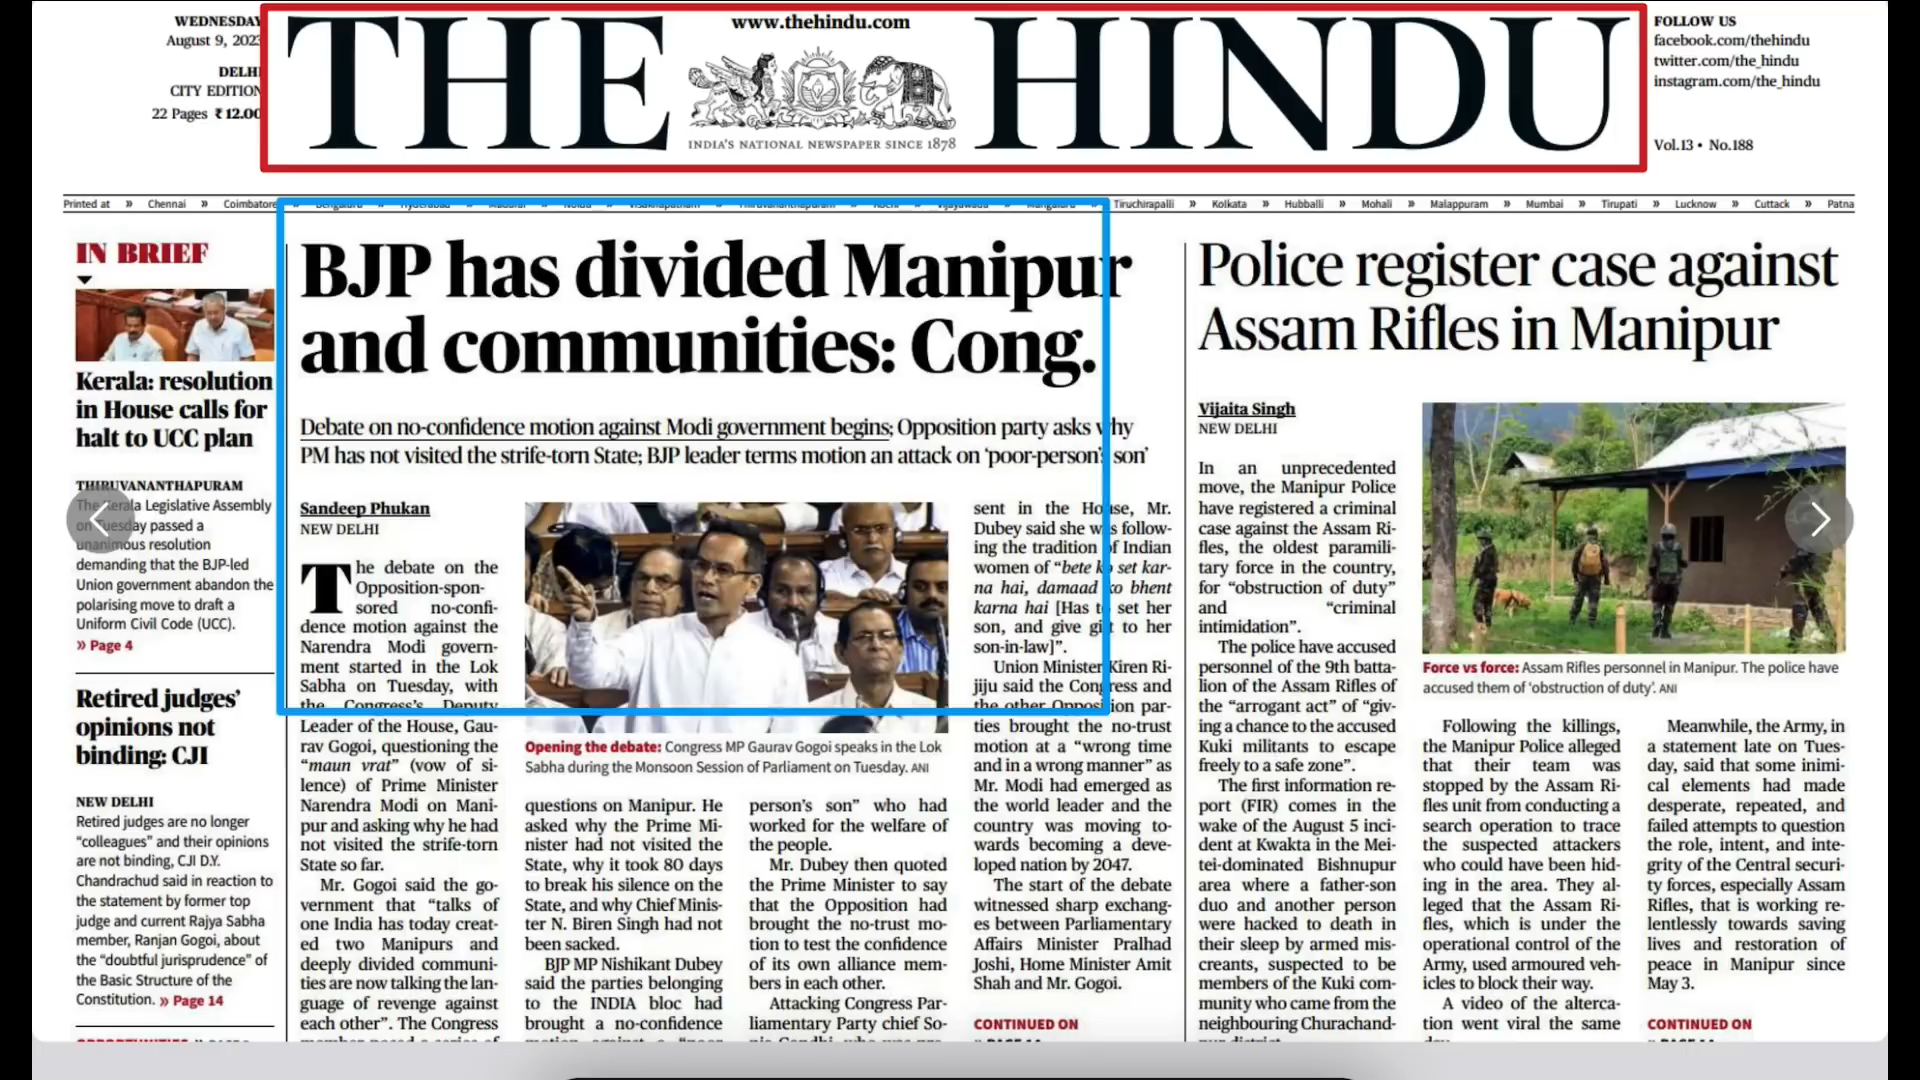 WEDNESDAY
August 9, 2023
DELHI
CITY EDITION
22 Pages ₹ 12.00
www.thehindu.com
THE HINDU
INDIA'S NATIONAL NEWSPAPER SINCE 1878
FOLLOW US
facebook.com/thehindu
twitter.com/the_hindu
instagram.com/the_hindu
Vol.13 • No.188
Printed at » Chennai » Coimbatore » Bengaluru » Hyderabad » Madurai » Noida » Visakhapatnam » Thiruvananthapuram » Kochi » Vijayawada » Mangaluru » Tiruchirapalli » Kolkata » Hubballi » Mohali » Malappuram » Mumbai » Tirupati » Lucknow » Cuttack » Patna
IN BRIEF
Kerala: resolution
in House calls for
halt to UCC plan
THIRUVANANTHAPURAM
The Kerala Legislative Assembly
on Tuesday passed a
unanimous resolution
demanding that the BJP-led
Union government abandon the
polarising move to draft a
Uniform Civil Code (UCC).
» Page 4
Retired judges'
opinions not
binding: CJI
NEW DELHI
Retired judges are no longer
“colleagues” and their opinions
are not binding, CJI D.Y.
Chandrachud said in reaction to
the statement by former top
judge and current Rajya Sabha
member, Ranjan Gogoi, about
the “doubtful jurisprudence” of
the Basic Structure of the
Constitution. » Page 14
BJP has divided Manipur
and communities: Cong.
Debate on no-confidence motion against Modi government begins; Opposition party asks why
PM has not visited the strife-torn State; BJP leader terms motion an attack on ‘poor-person's son’
Sandeep Phukan
NEW DELHI
The debate on the
Opposition-spon-
sored no-confi-
dence motion against the
Narendra Modi govern-
ment started in the Lok
Sabha on Tuesday, with
the Congress's Deputy
Leader of the House, Gau-
rav Gogoi, questioning the
“maun vrat” (vow of si-
lence) of Prime Minister
Narendra Modi on Mani-
pur and asking why he had
not visited the strife-torn
State so far.
Mr. Gogoi said the go-
vernment that “talks of
one India has today creat-
ed two Manipurs and
deeply divided communi-
ties are now talking the lan-
guage of revenge against
each other”. The Congress
Opening the debate: Congress MP Gaurav Gogoi speaks in the Lok
Sabha during the Monsoon Session of Parliament on Tuesday. ANI
questions on Manipur. He
asked why the Prime Mi-
nister had not visited the
State, why it took 80 days
to break his silence on the
State, and why Chief Minis-
ter N. Biren Singh had not
been sacked.
BJP MP Nishikant Dubey
said the parties belonging
to the INDIA bloc had
brought a no-confidence
person's son” who had
worked for the welfare of
the people.
Mr. Dubey then quoted
the Prime Minister to say
that the Opposition had
brought the no-trust mo-
tion to test the confidence
of its own alliance mem-
bers in each other.
Attacking Congress Par-
liamentary Party chief So-
sent in the House, Mr.
Dubey said she was follow-
ing the tradition of Indian
women of “bete ko set kar-
na hai, damaad ko bhent
karna hai [Has to set her
son, and give gift to her
son-in-law]”.
Union Minister Kiren Ri-
jiju said the Congress and
the other Opposition par-
ties brought the no-trust
motion at a “wrong time
and in a wrong manner” as
Mr. Modi had emerged as
the world leader and the
country was moving to-
wards becoming a deve-
loped nation by 2047.
The start of the debate
witnessed sharp exchang-
es between Parliamentary
Affairs Minister Pralhad
Joshi, Home Minister Amit
Shah and Mr. Gogoi.
CONTINUED ON
Police register case against
Assam Rifles in Manipur
Vijaita Singh
NEW DELHI
In an unprecedented
move, the Manipur Police
have registered a criminal
case against the Assam Ri-
fles, the oldest paramili-
tary force in the country,
for “obstruction of duty”
and “criminal
intimidation”.
The police have accused
personnel of the 9th batta-
lion of the Assam Rifles of
the “arrogant act” of “giv-
ing a chance to the accused
Kuki militants to escape
freely to a safe zone”.
The first information re-
port (FIR) comes in the
wake of the August 5 inci-
dent at Kwakta in the Mei-
tei-dominated Bishnupur
area where a father-son
duo and another person
were hacked to death in
their sleep by armed mis-
creants, suspected to be
members of the Kuki com-
munity who came from the
neighbouring Churachand-
Force vs force: Assam Rifles personnel in Manipur. The police have
accused them of ‘obstruction of duty’. ANI
Following the killings,
the Manipur Police alleged
that their team was
stopped by the Assam Ri-
fles unit from conducting a
search operation to trace
the suspected attackers
who could have been hid-
ing in the area. They al-
leged that the Assam Ri-
fles, which is under the
operational control of the
Army, used armoured veh-
icles to block their way.
A video of the alterca-
tion went viral the same
Meanwhile, the Army, in
a statement late on Tues-
day, said that some inimi-
cal elements had made
desperate, repeated, and
failed attempts to question
the role, intent, and inte-
grity of the Central securi-
ty forces, especially Assam
Rifles, that is working re-
lentlessly towards saving
lives and restoration of
peace in Manipur since
May 3.
CONTINUED ON